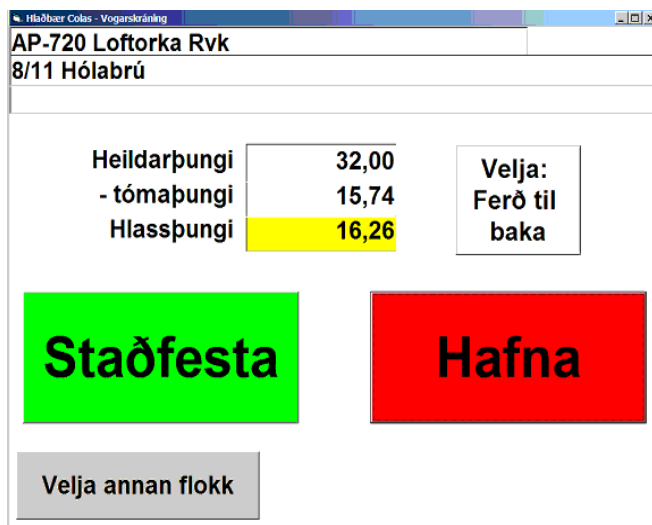 Hlaðbær Colas - Vogarskráning
AP-720 Loftorka Rvk
8/11 Hólabrú
Heildarþungi 32,00
- tómaþungi 15,74
Hlassþungi 16,26
Velja:
Ferð til
baka
Staðfesta
Hafna
Velja annan flokk